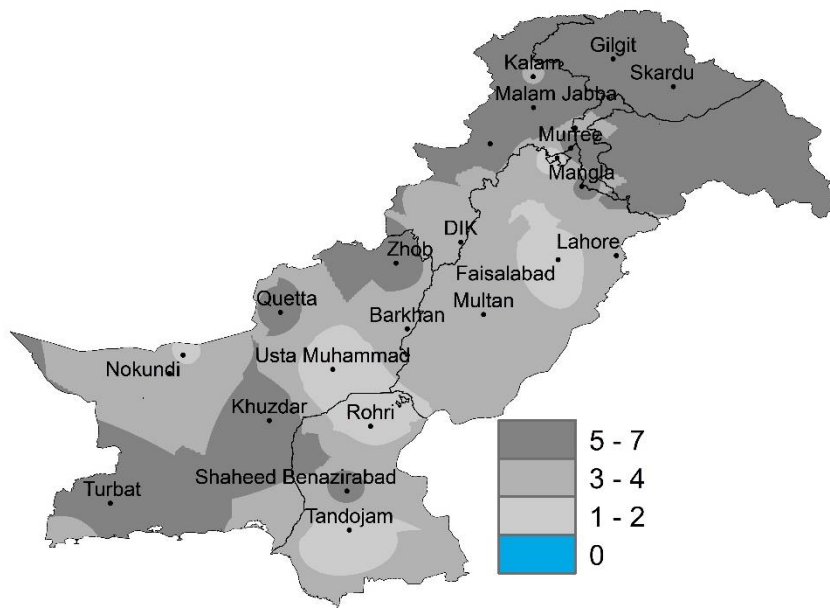 Gilgit
Kalam
Skardu
Malam Jabba
Murree
Mangla
DIK
Lahore
Zhob
Faisalabad
Quetta
Multan
Barkhan
Usta Muhammad
Nokundi
Khuzdar
Rohri
5 - 7
3 - 4
Shaheed Benazirabad
Turbat
1 - 2
Tandojam
0